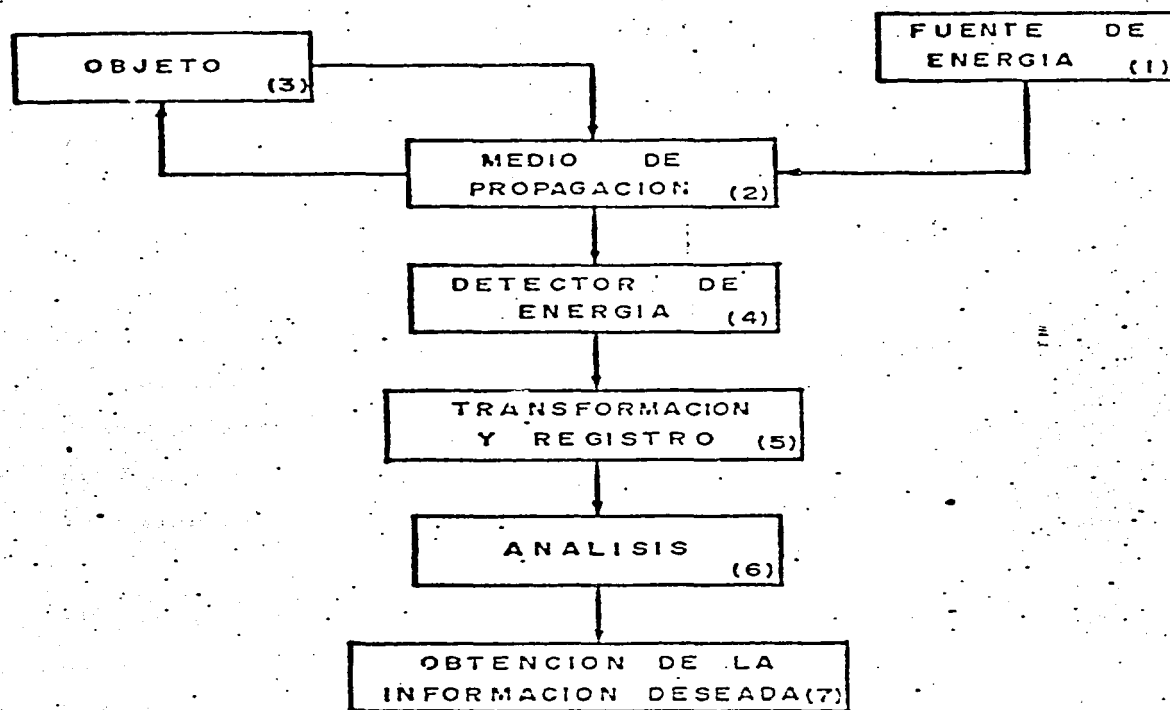 FUENTE DE
ENERGIA (1)
OBJETO
(3)
MEDIO DE
PROPAGACION (2)
DETECTOR DE
ENERGIA (4)
TRANSFORMACION
Y REGISTRO (5)
ANALISIS
(6)
OBTENCION DE LA
INFORMACION DESEADA(7)